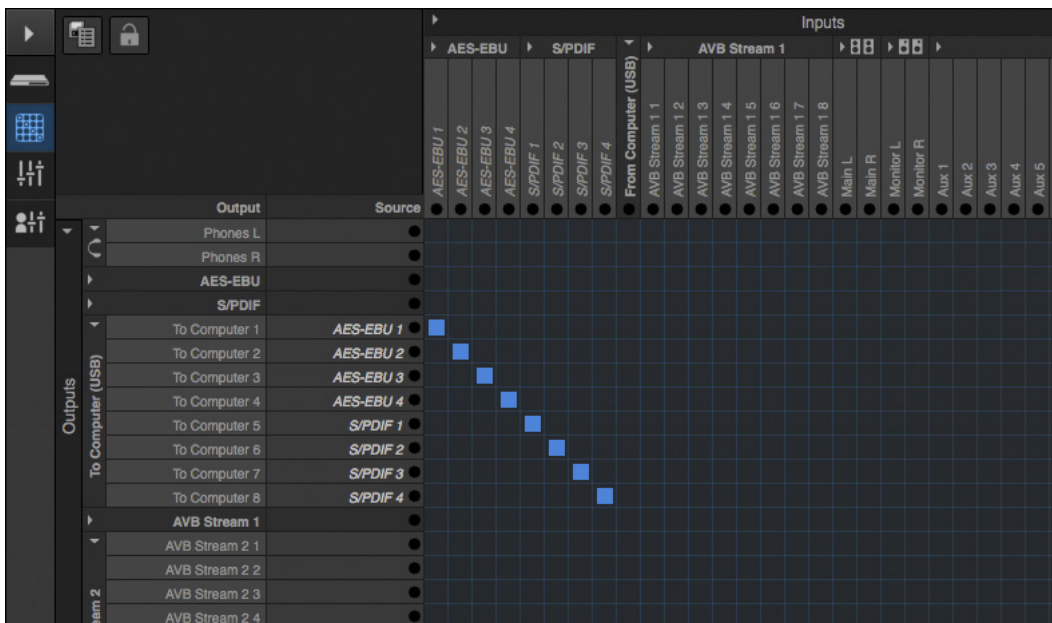 Inputs
AES-EBU
S/PDIF
From Computer (USB)
AVB Stream 1
AES-EBU 1
AES-EBU 2
AES-EBU 3
AES-EBU 4
S/PDIF 1
S/PDIF 2
S/PDIF 3
S/PDIF 4
AVB Stream 1 1
AVB Stream 1 2
AVB Stream 1 3
AVB Stream 1 4
AVB Stream 1 5
AVB Stream 1 6
AVB Stream 1 7
AVB Stream 1 8
Main L
Main R
Monitor L
Monitor R
Aux 1
Aux 2
Aux 3
Aux 4
Aux 5
Output Source
Outputs
Phones L
Phones R
AES-EBU
S/PDIF
To Computer (USB)
To Computer 1 AES-EBU 1
To Computer 2 AES-EBU 2
To Computer 3 AES-EBU 3
To Computer 4 AES-EBU 4
To Computer 5 S/PDIF 1
To Computer 6 S/PDIF 2
To Computer 7 S/PDIF 3
To Computer 8 S/PDIF 4
AVB Stream 1
eam 2
AVB Stream 2 1
AVB Stream 2 2
AVB Stream 2 3
AVB Stream 2 4